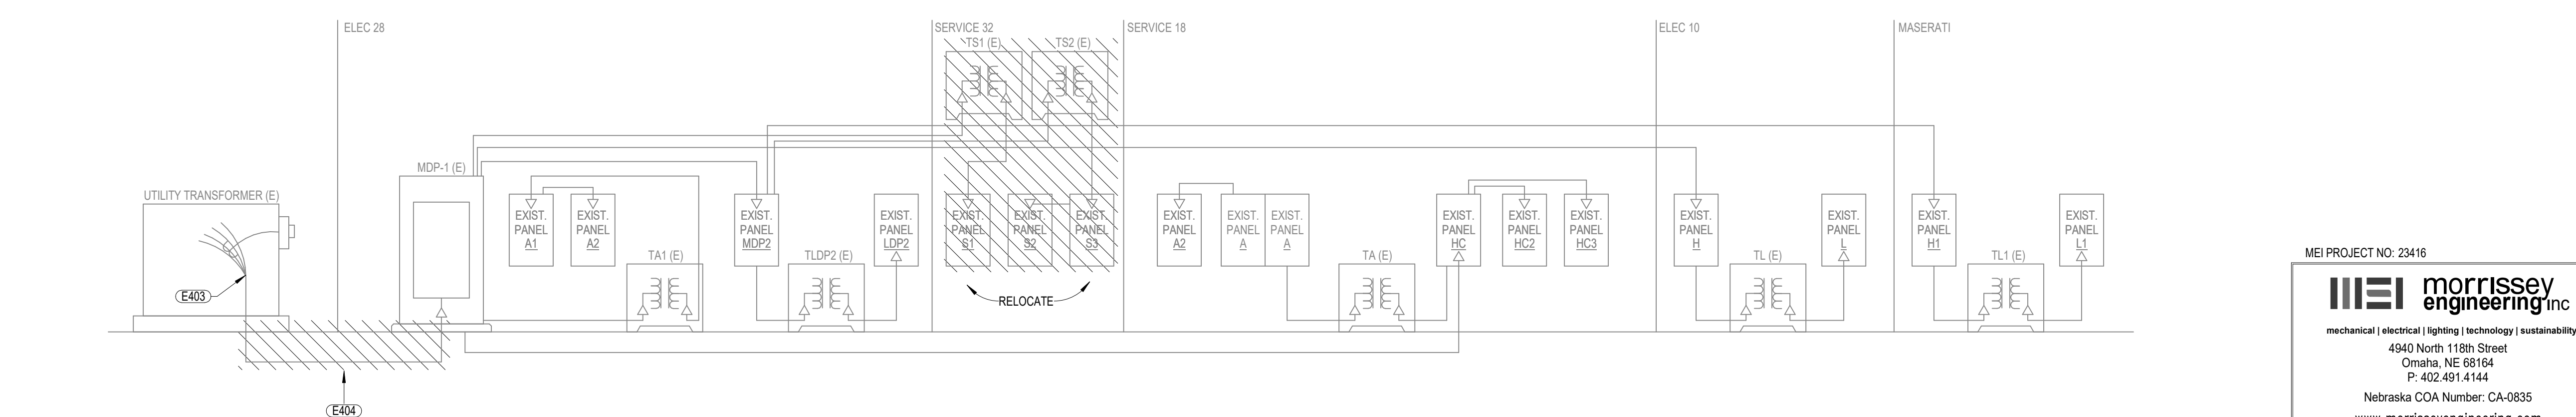 ELEC 28
SERVICE 32
SERVICE 18
ELEC 10
MASERATI
TS1 (E)
TS2 (E)
MDP-1 (E)
UTILITY TRANSFORMER (E)
EXIST.
PANEL
A1
EXIST.
PANEL
A2
TA1 (E)
EXIST.
PANEL
MDP2
TLDP2 (E)
EXIST.
PANEL
LDP2
EXIST.
PANEL
S1
EXIST.
PANEL
S2
EXIST.
PANEL
S3
RELOCATE
EXIST.
PANEL
A2
EXIST.
PANEL
A
EXIST.
PANEL
A
TA (E)
EXIST.
PANEL
HC
EXIST.
PANEL
HC2
EXIST.
PANEL
HC3
EXIST.
PANEL
H
TL (E)
EXIST.
PANEL
L
EXIST.
PANEL
H1
TL1 (E)
EXIST.
PANEL
L1
E403
E404
MEI PROJECT NO: 23416
MEI
morrissey
engineering inc
mechanical | electrical | lighting | technology | sustainability
4940 North 118th Street
Omaha, NE 68164
P: 402.491.4144
Nebraska COA Number: CA-0835
www.morrisseyengineering.com